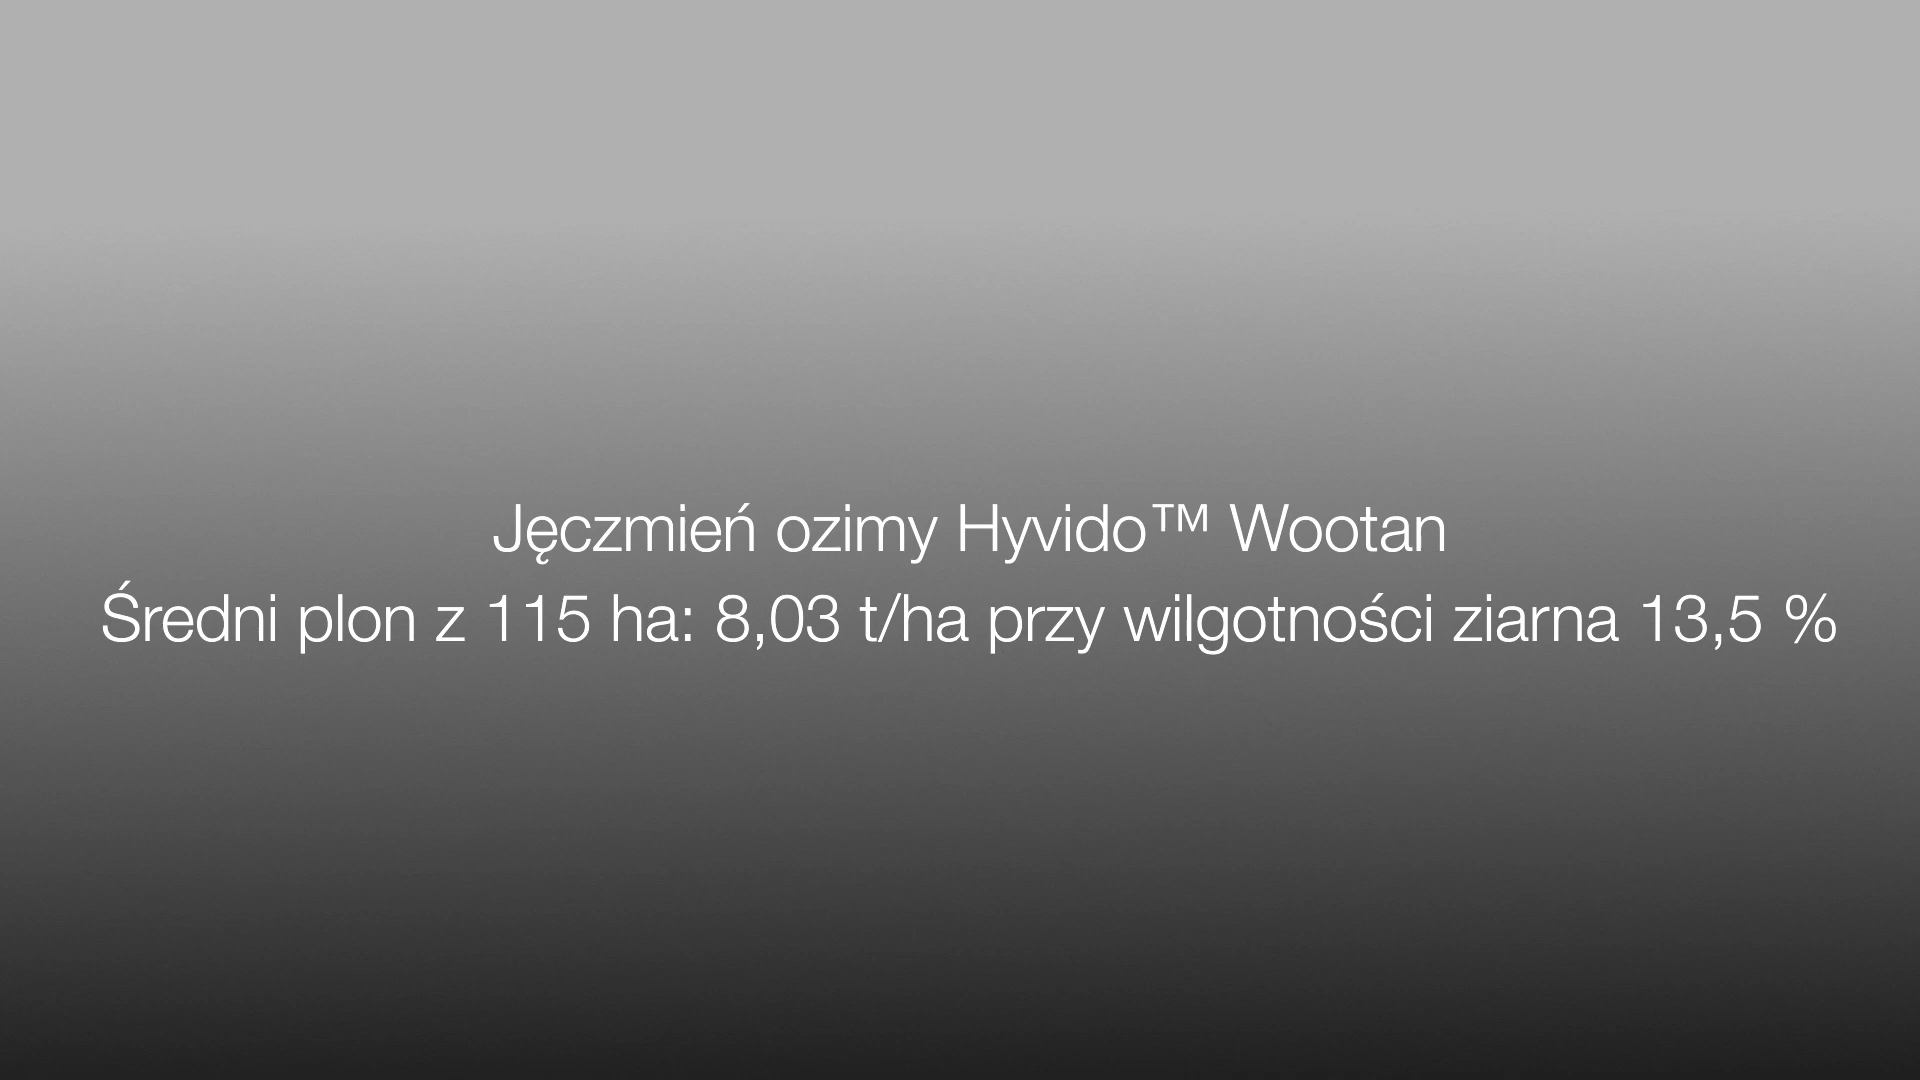 Jęczmień ozimy Hyvido™ Wootan
Średni plon z 115 ha: 8,03 t/ha przy wilgotności ziarna 13,5 %